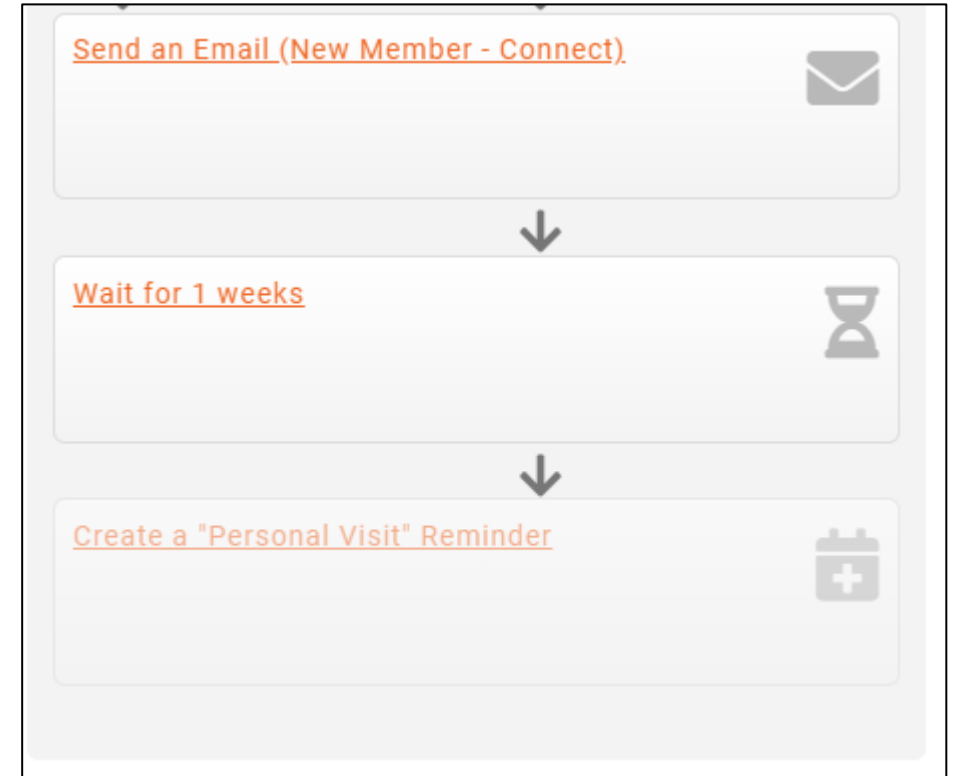 Send an Email (New Member - Connect)
Wait for 1 weeks
Create a "Personal Visit" Reminder